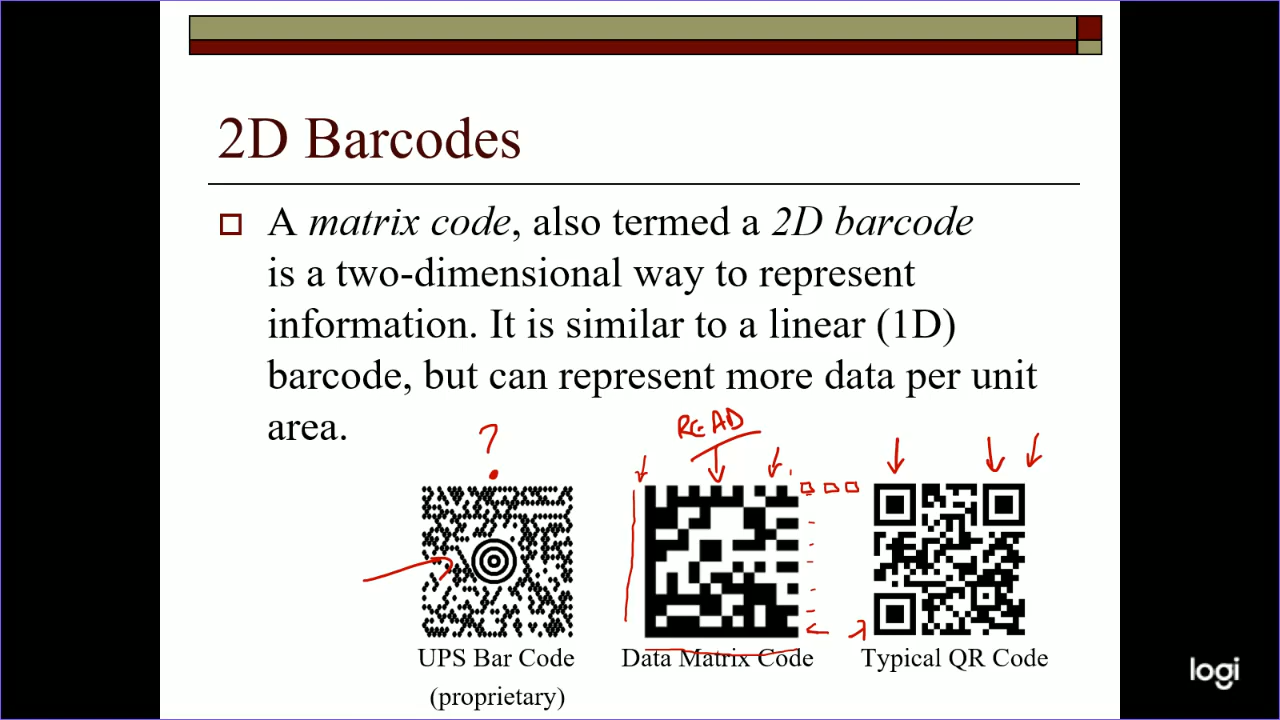 2D Barcodes
A matrix code, also termed a 2D barcode
is a two-dimensional way to represent
information. It is similar to a linear (1D)
barcode, but can represent more data per unit
area.
?
READ
UPS Bar Code
(proprietary)
Data Matrix Code
Typical QR Code
logi